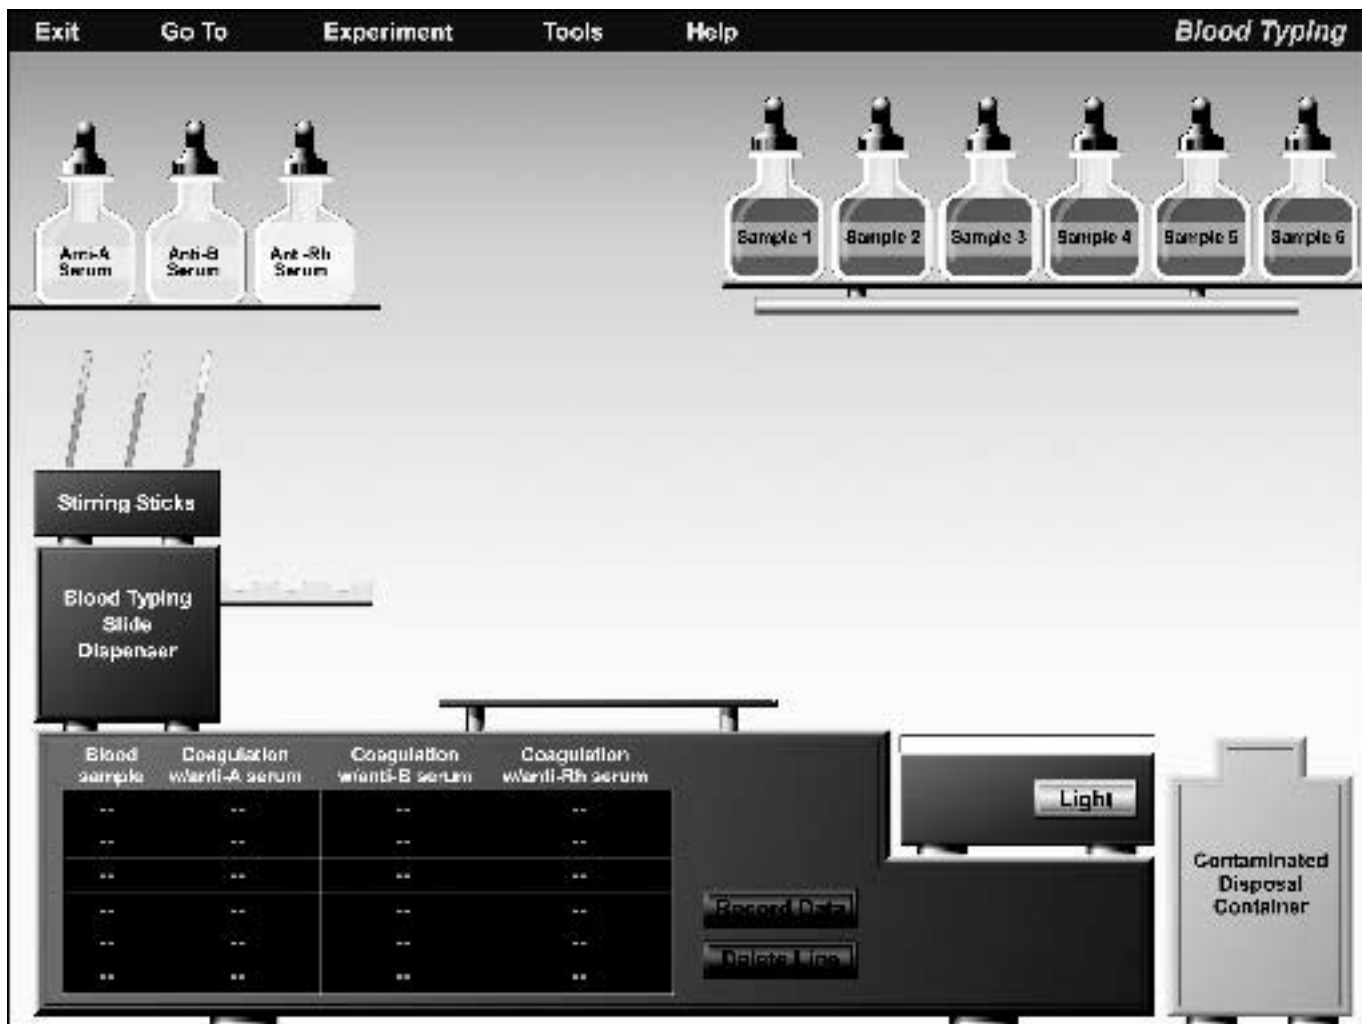 Exit Go To Experiment Tools Help Blood Typing
Anti-A
Serum
Anti-B
Serum
Anti-Rh
Serum
Sample 1
Sample 2
Sample 3
Sample 4
Sample 5
Sample 6
Stirring Sticks
Blood Typing
Slide
Dispenser
Blood
sample
Coagulation
w/anti-A serum
Coagulation
w/anti-B serum
Coagulation
w/anti-Rh serum
-- -- -- --
-- -- -- --
-- -- -- --
-- -- -- --
-- -- -- --
-- -- -- --
Record Data
Delete Line
Light
Contaminated
Disposal
Container